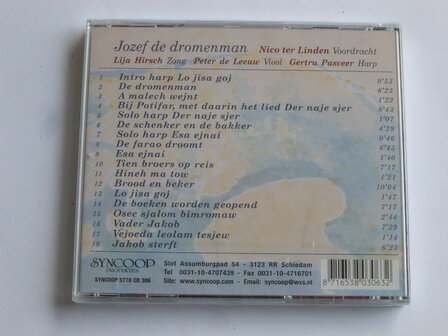 Jozef de dromenman Nico ter Linden Voordracht
Lija Hirsch Zang Peter de Leeuw Viool Gertru Pasveer Harp
1 Intro harp Lo jisa goj 0'53
2 De dromenman 6'25
3 A malech wejnt 1'22
4 Bij Potifar, met daarin het lied Der naje sjer 8'43
5 Solo harp Der naje sjer 1'07
6 De schenker en de bakker 4'29
7 Solo harp Esa ejnai 0'46
8 De farao droomt 6'45
9 Esa ejnai 1'40
10 Tien broers op reis 7'17
11 Hineh ma tow 1'21
12 Brood en beker 10'04
13 Lo jisa goj 1'47
14 De boeken worden geopend 7'17
15 Osee sjalom bimromaw 2'44
16 Vader Jakob 7'29
17 Vejoeda leolam tesjew 1'14
18 Jakob sterft 6'23
SYNCOOP
PRODUKTIES
SYNCOOP 5770 CD 306
Slot Assumburgpad 54 - 3123 RR Schiedam
Tel 0031-10-4707439 - Fax 0031-10-4716701
Site: www.syncoop.com - Email: syncoop@wxs.nl
8 716538 030632